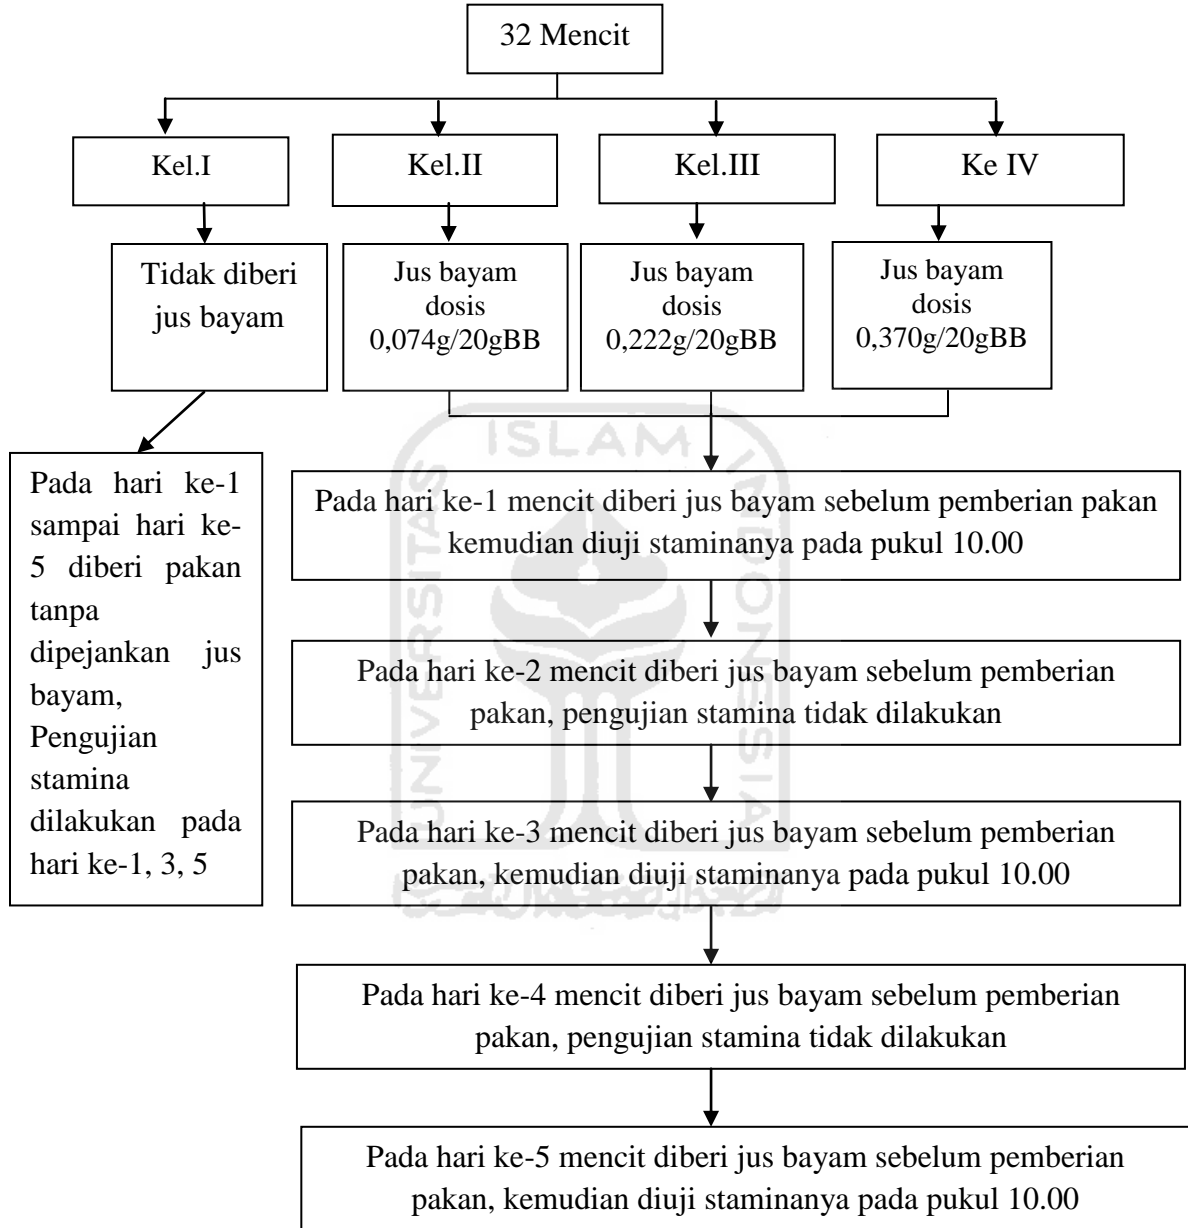 32 Mencit
Kel.I
Kel.II
Kel.III
Ke IV
Tidak diberi
jus bayam
Jus bayam
dosis
0,074g/20gBB
Jus bayam
dosis
0,222g/20gBB
Jus bayam
dosis
0,370g/20gBB
Pada hari ke-1
sampai hari ke-
5 diberi pakan
tanpa
dipejankan jus
bayam,
Pengujian
stamina
dilakukan pada
hari ke-1, 3, 5
Pada hari ke-1 mencit diberi jus bayam sebelum pemberian pakan
kemudian diuji staminanya pada pukul 10.00
Pada hari ke-2 mencit diberi jus bayam sebelum pemberian
pakan, pengujian stamina tidak dilakukan
Pada hari ke-3 mencit diberi jus bayam sebelum pemberian
pakan, kemudian diuji staminanya pada pukul 10.00
Pada hari ke-4 mencit diberi jus bayam sebelum pemberian
pakan, pengujian stamina tidak dilakukan
Pada hari ke-5 mencit diberi jus bayam sebelum pemberian
pakan, kemudian diuji staminanya pada pukul 10.00
UNIVERSITAS
ISLAM
INDONESIA